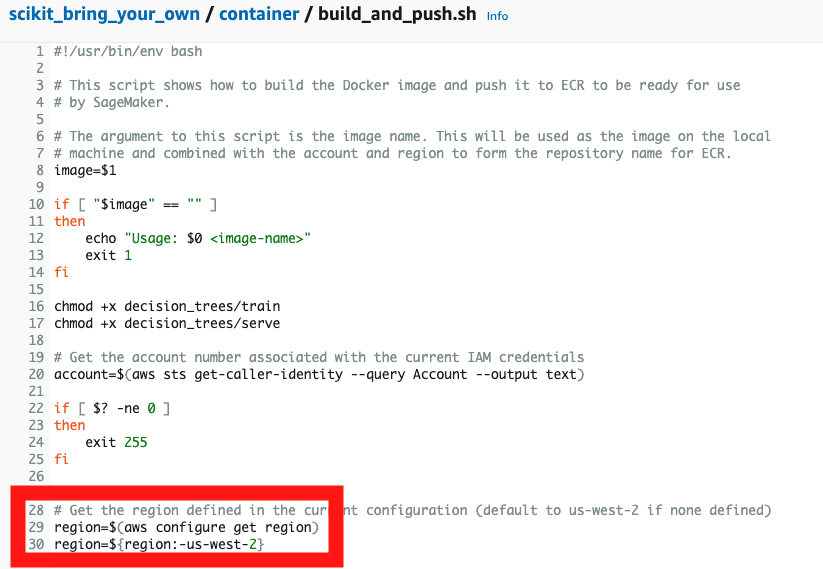 scikit_bring_your_own / container / build_and_push.sh Info
1 #!/usr/bin/env bash
2
3 # This script shows how to build the Docker image and push it to ECR to be ready for use
4 # by SageMaker.
5
6 # The argument to this script is the image name. This will be used as the image on the local
7 # machine and combined with the account and region to form the repository name for ECR.
8 image=$1
9
10 if [ "$image" == "" ]
11 then
12     echo "Usage: $0 <image-name>"
13     exit 1
14 fi
15
16 chmod +x decision_trees/train
17 chmod +x decision_trees/serve
18
19 # Get the account number associated with the current IAM credentials
20 account=$(aws sts get-caller-identity --query Account --output text)
21
22 if [ $? -ne 0 ]
23 then
24     exit 255
25 fi
26
28 # Get the region defined in the current configuration (default to us-west-2 if none defined)
29 region=$(aws configure get region)
30 region=${region:-us-west-2}